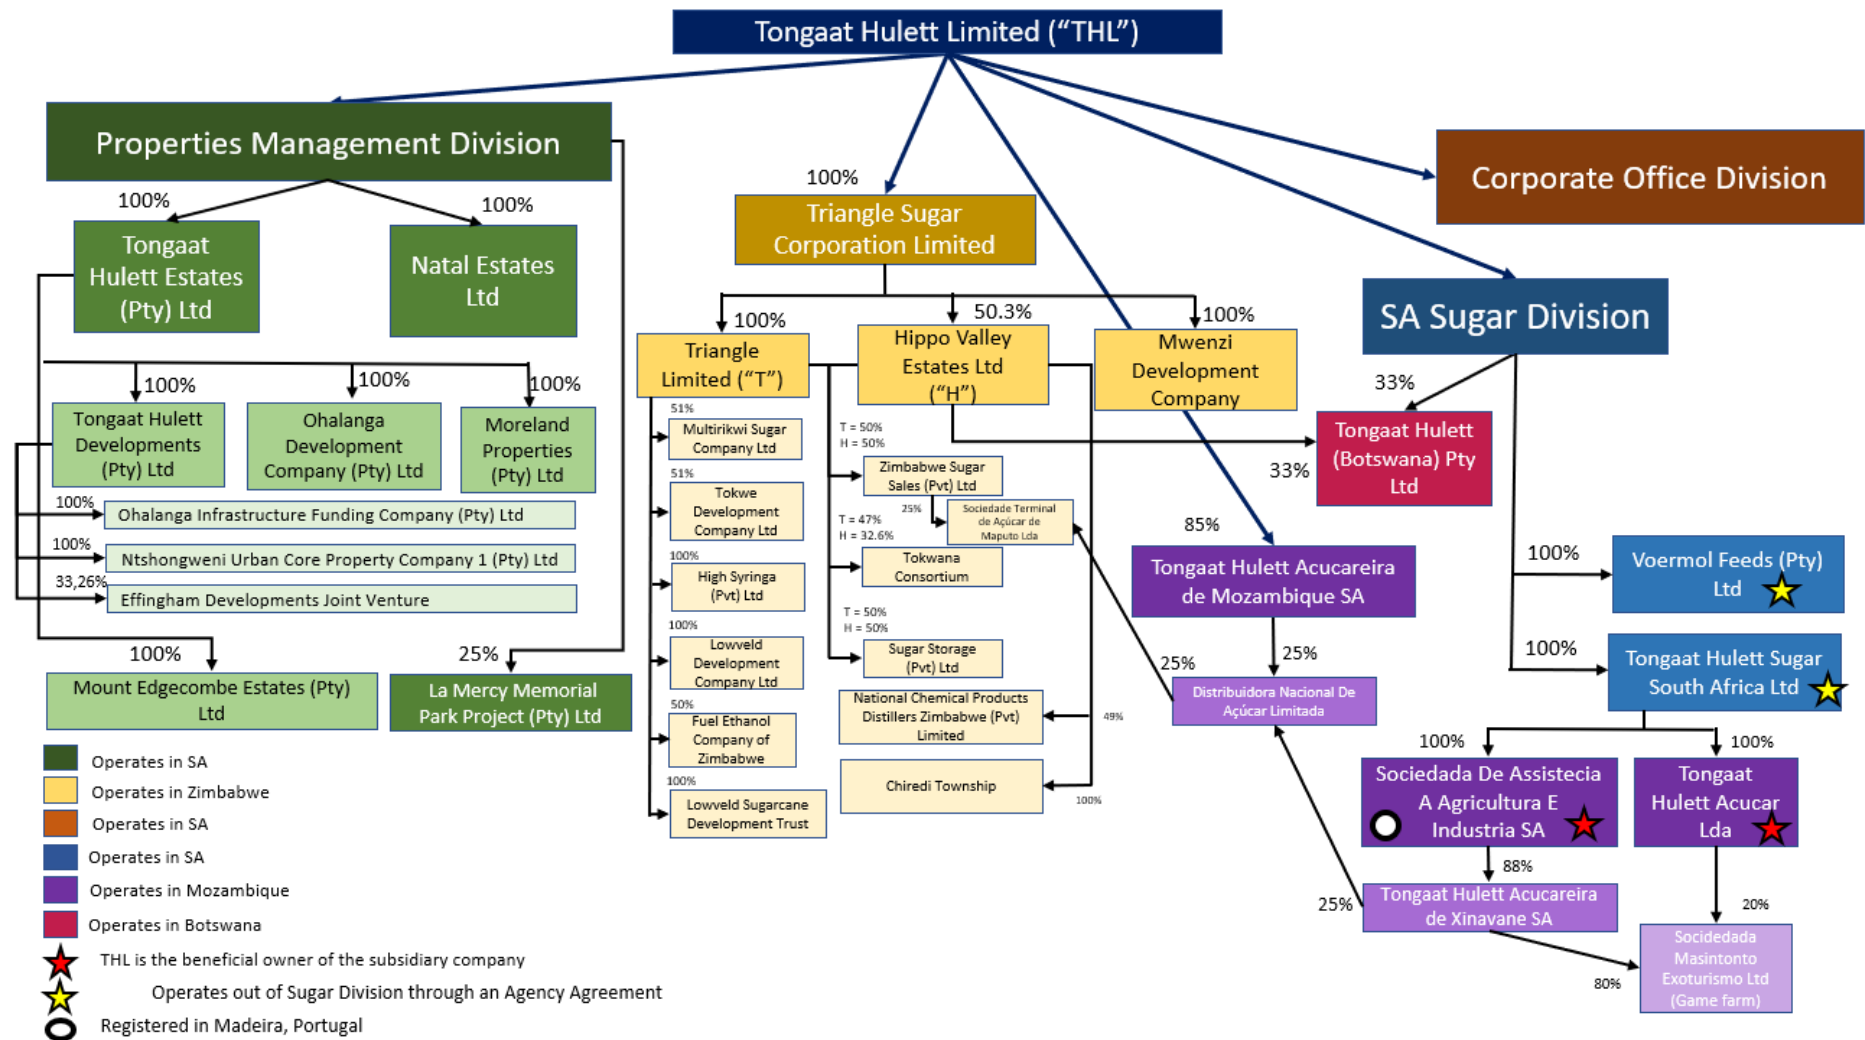 Tongaat Hulett Limited (“THL”)
Properties Management Division
Corporate Office Division
100%
Triangle Sugar
Corporation Limited
SA Sugar Division
100%
100%
Tongaat
Hulett Estates
(Pty) Ltd
Natal Estates
Ltd
100%
50.3%
100%
Triangle
Limited (“T”)
Hippo Valley
Estates Ltd
(“H”)
Mwenzi
Development
Company
33%
33%
Tongaat Hulett
(Botswana) Pty
Ltd
100%
100%
100%
Tongaat Hulett
Developments
(Pty) Ltd
Ohalanga
Development
Company (Pty) Ltd
Moreland
Properties
(Pty) Ltd
100%
Ohalanga Infrastructure Funding Company (Pty) Ltd
100%
Ntshongweni Urban Core Property Company 1 (Pty) Ltd
33,26%
Effingham Developments Joint Venture
100%
Mount Edgecombe Estates (Pty)
Ltd
25%
La Mercy Memorial
Park Project (Pty) Ltd
51%
Multirikwi Sugar
Company Ltd
51%
Tokwe
Development
Company Ltd
100%
High Syringa
(Pvt) Ltd
100%
Lowveld
Development
Company Ltd
50%
Fuel Ethanol
Company of
Zimbabwe
100%
Lowveld Sugarcane
Development Trust
T = 50%
H = 50%
Zimbabwe Sugar
Sales (Pvt) Ltd
25%
Sociedade Terminal
de Açúcar de
Maputo Lda
T = 47%
H = 32.6%
Tokwana
Consortium
T = 50%
H = 50%
Sugar Storage
(Pvt) Ltd
National Chemical Products
Distillers Zimbabwe (Pvt)
Limited
49%
Chiredi Township
100%
85%
Tongaat Hulett Acucareira
de Mozambique SA
25%
25%
Distribuidora Nacional De
Açúcar Limitada
100%
Voermol Feeds (Pty)
Ltd
100%
Tongaat Hulett Sugar
South Africa Ltd
100%
100%
Sociedada De Assistecia
A Agricultura E
Industria SA
Tongaat
Hulett Acucar
Lda
88%
25%
Tongaat Hulett Acucareira
de Xinavane SA
20%
80%
Socidedada
Masintonto
Exoturismo Ltd
(Game farm)
Operates in SA
Operates in Zimbabwe
Operates in SA
Operates in SA
Operates in Mozambique
Operates in Botswana
THL is the beneficial owner of the subsidiary company
Operates out of Sugar Division through an Agency Agreement
Registered in Madeira, Portugal